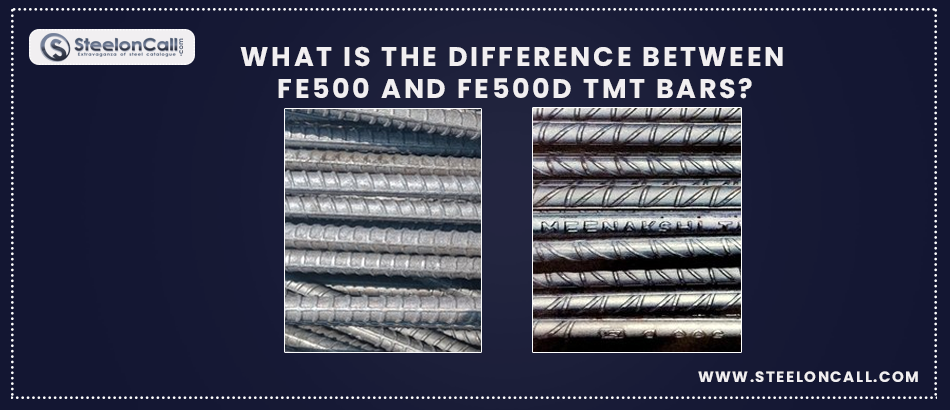 SteelonCall.com
Extravaganza of steel catalogue
WHAT IS THE DIFFERENCE BETWEEN
FE500 AND FE500D TMT BARS?
MEENAKSHI
WWW.STEELONCALL.COM